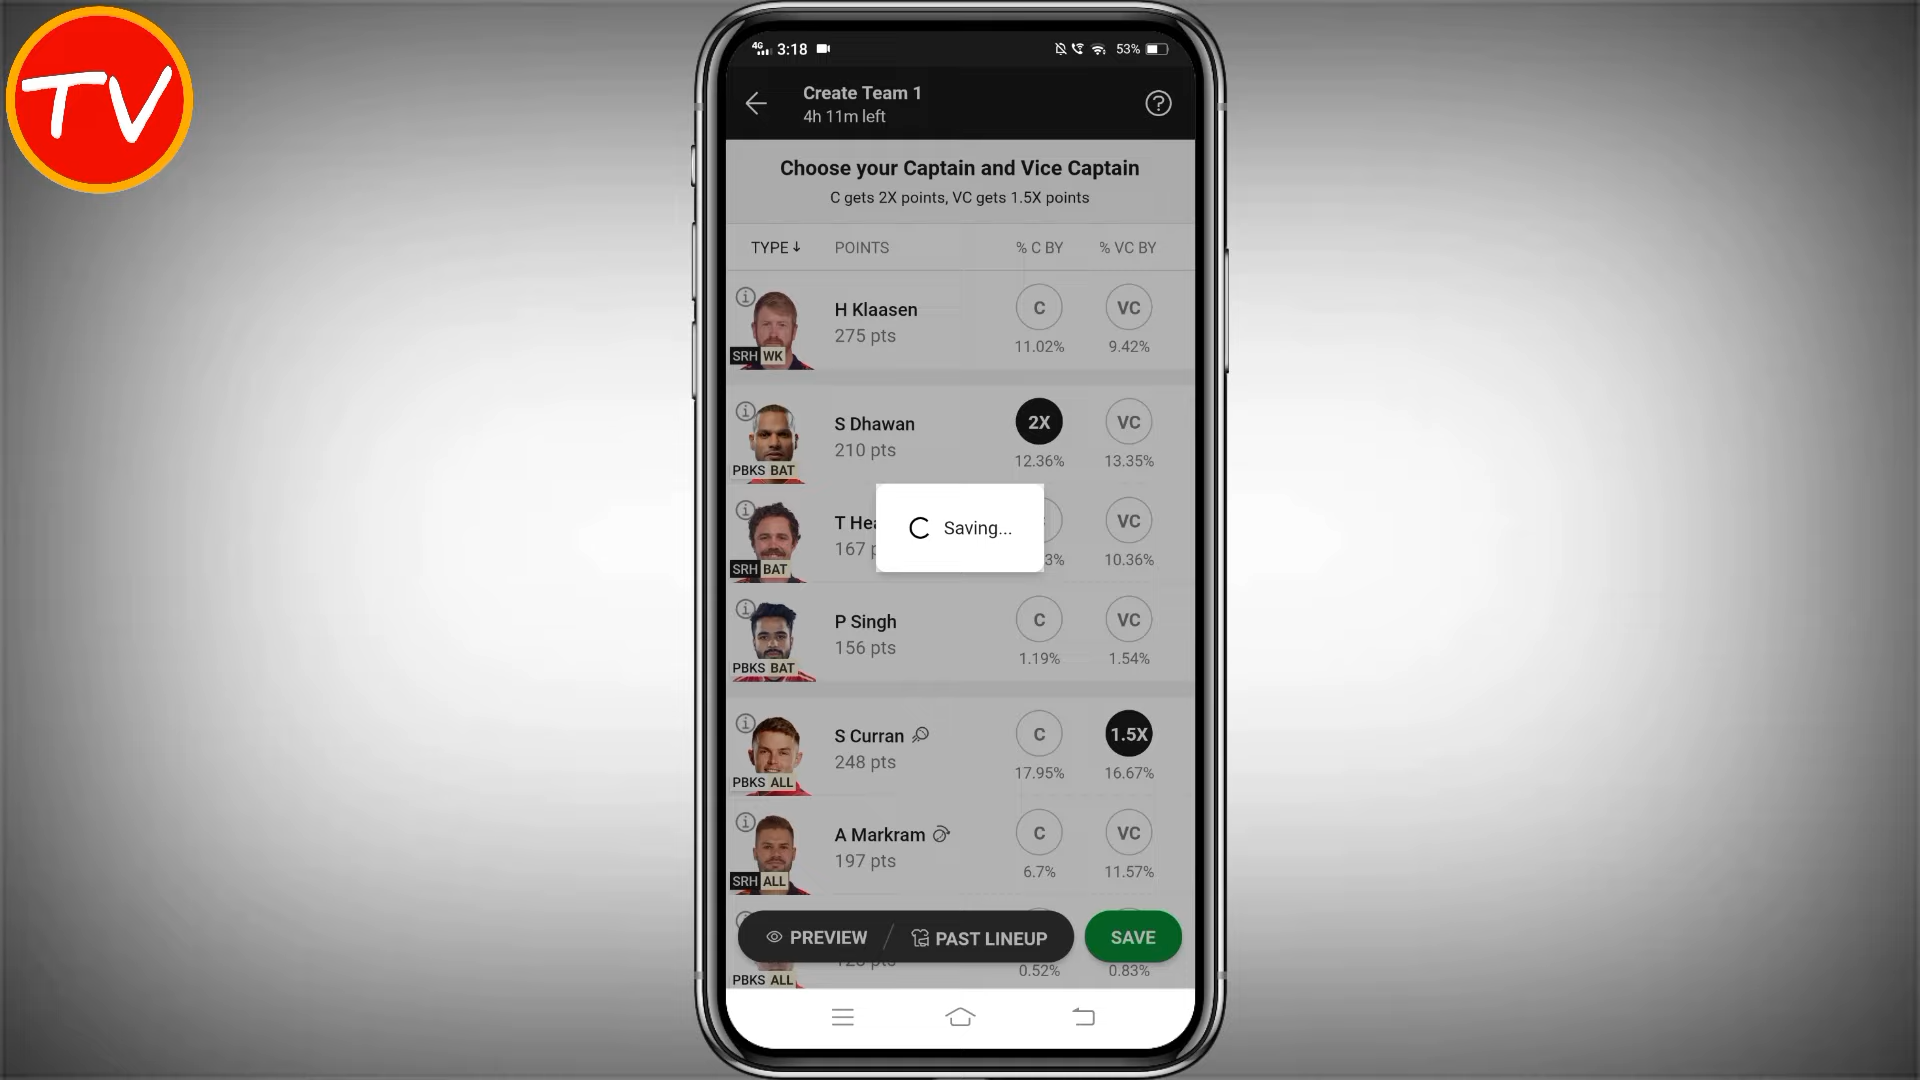 TV
4G 3:18 53%
Create Team 1
4h 11m left
Choose your Captain and Vice Captain
C gets 2X points, VC gets 1.5X points
TYPE↓ POINTS % C BY % VC BY
H Klaasen C VC
275 pts 11.02% 9.42%
SRH WK
S Dhawan 2X VC
210 pts 12.36% 13.35%
PBKS BAT
T Hea VC
Saving...
167 p 3% 10.36%
SRH BAT
P Singh C VC
156 pts 1.19% 1.54%
PBKS BAT
S Curran C 1.5X
248 pts 17.95% 16.67%
PBKS ALL
A Markram C VC
197 pts 6.7% 11.57%
SRH ALL
PREVIEW / PAST LINEUP SAVE
0.52% 0.83%
PBKS ALL